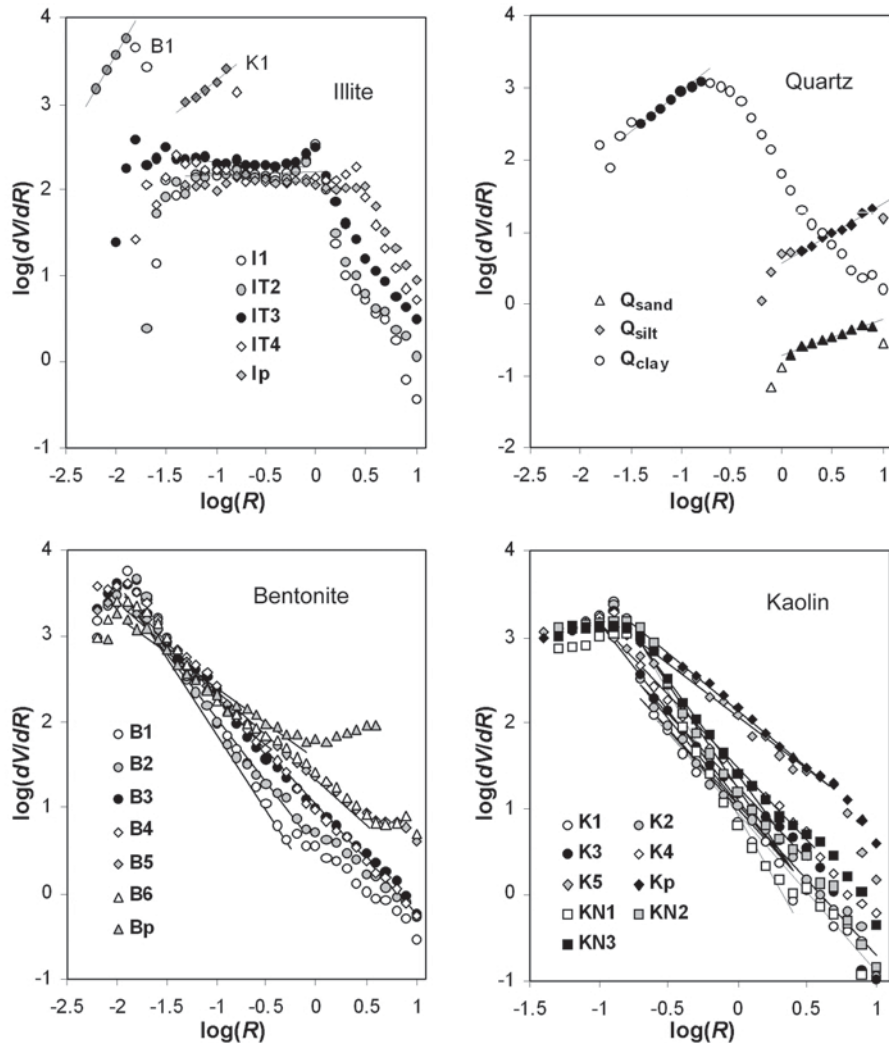 B1
K1
Illite
I1
IT2
IT3
IT4
Ip
log(dV/dR)
4
3
2
1
0
-1
-2.5 -2 -1.5 -1 -0.5 0 0.5 1
log(R)
Quartz
Qsand
Qsilt
Qclay
log(dV/dR)
4
3
2
1
0
-1
-2
-2.5 -2 -1.5 -1 -0.5 0 0.5 1
log(R)
Bentonite
B1
B2
B3
B4
B5
B6
Bp
log(dV/dR)
4
3
2
1
0
-1
-2.5 -2 -1.5 -1 -0.5 0 0.5 1
log(R)
Kaolin
K1 K2
K3 K4
K5 Kp
KN1 KN2
KN3
log(dV/dR)
4
3
2
1
0
-1
-1.5 -1 -0.5 0.0 0.5 1
log(R)